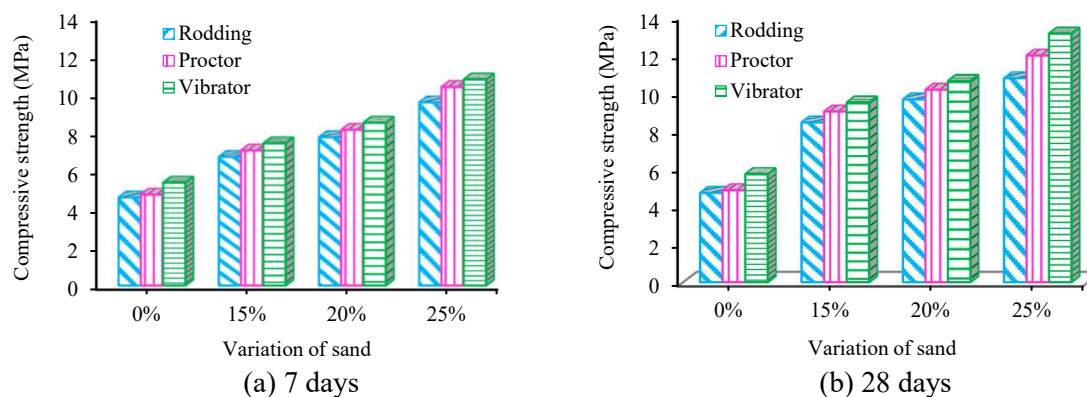 Compressive strength (MPa)
14
12
10
8
6
4
2
0
Rodding
Proctor
Vibrator
0% 15% 20% 25%
Variation of sand
(a) 7 days
Compressive strength (MPa)
14
12
10
8
6
4
2
0
Rodding
Proctor
Vibrator
0% 15% 20% 25%
Variation of sand
(b) 28 days